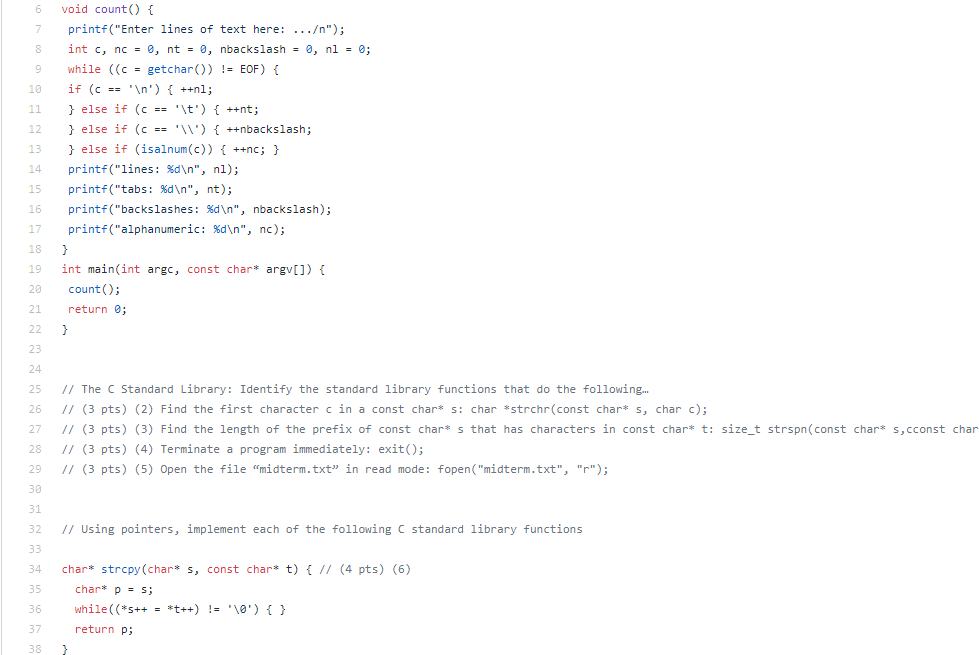 6 void count() {
7 printf("Enter lines of text here: .../n");
8 int c, nc = 0, nt = 0, nbackslash = 0, nl = 0;
9 while ((c = getchar()) != EOF) {
10 if (c == '\n') { ++nl;
11 } else if (c == '\t') { ++nt;
12 } else if (c == '\\') { ++nbackslash;
13 } else if (isalnum(c)) { ++nc; }
14 printf("lines: %d\n", nl);
15 printf("tabs: %d\n", nt);
16 printf("backslashes: %d\n", nbackslash);
17 printf("alphanumeric: %d\n", nc);
18 }
19 int main(int argc, const char* argv[]) {
20 count();
21 return 0;
22 }
23
24
25 // The C Standard Library: Identify the standard library functions that do the following…
26 // (3 pts) (2) Find the first character c in a const char* s: char *strchr(const char* s, char c);
27 // (3 pts) (3) Find the length of the prefix of const char* s that has characters in const char* t: size_t strspn(const char* s,cconst char
28 // (3 pts) (4) Terminate a program immediately: exit();
29 // (3 pts) (5) Open the file “midterm.txt” in read mode: fopen("midterm.txt", "r");
30
31
32 // Using pointers, implement each of the following C standard library functions
33
34 char* strcpy(char* s, const char* t) { // (4 pts) (6)
35 char* p = s;
36 while((*s++ = *t++) != '\0') { }
37 return p;
38 }